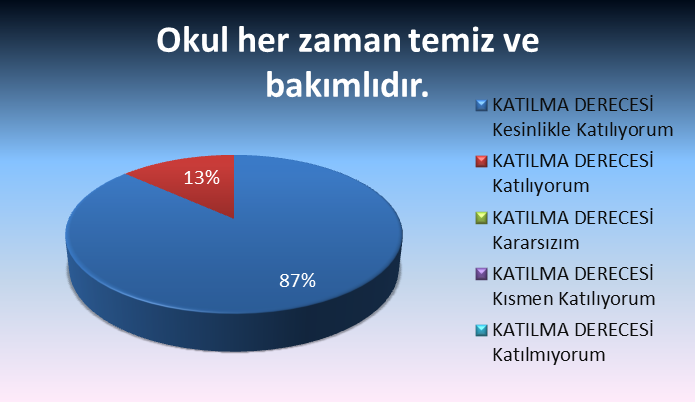 Okul her zaman temiz ve
bakımlıdır.
KATILMA DERECESİ
Kesinlikle Katılıyorum
KATILMA DERECESİ
Katılıyorum
KATILMA DERECESİ
Kararsızım
KATILMA DERECESİ
Kısmen Katılıyorum
KATILMA DERECESİ
Katılmıyorum
13%
87%